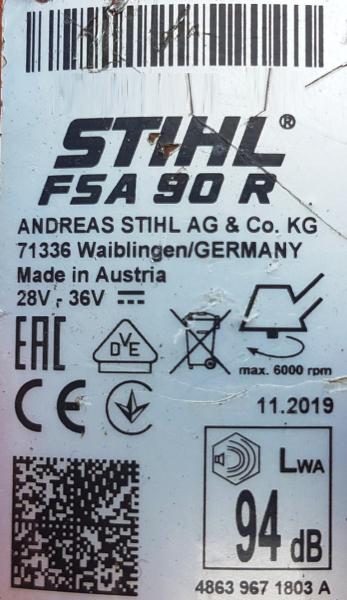 STIHL®
FSA 90 R
ANDREAS STIHL AG & Co. KG
71336 Waiblingen/GERMANY
Made in Austria
28V - 36V
EAC
DVE
max. 6000 rpm
CE
11.2019
LWA
94 dB
4863 967 1803 A